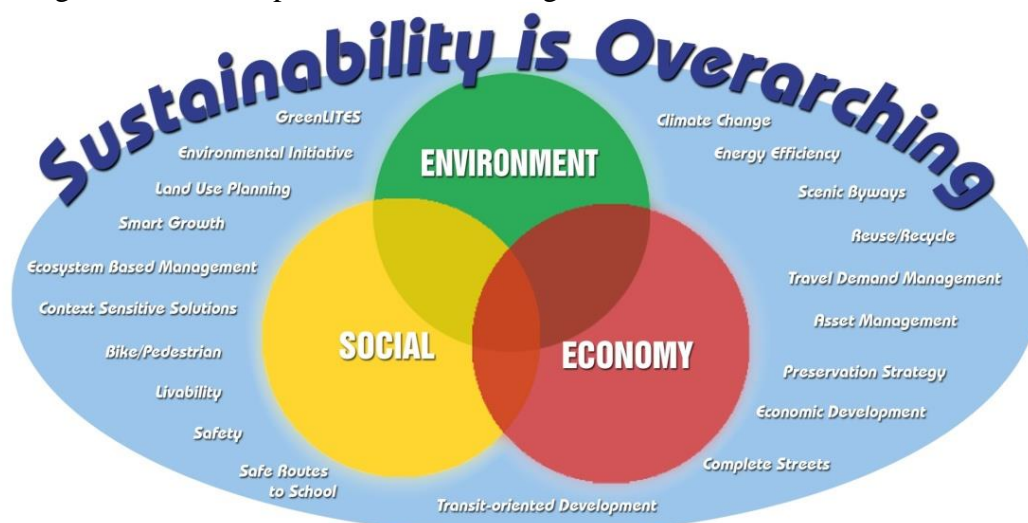 Sustainability is Overarching
GreenLITES
Environmental Initiative
Land Use Planning
Smart Growth
Ecosystem Based Management
Context Sensitive Solutions
Bike/Pedestrian
Livability
Safety
Safe Routes
to School
ENVIRONMENT
SOCIAL
ECONOMY
Transit-oriented Development
Climate Change
Energy Efficiency
Scenic Byways
Reuse/Recycle
Travel Demand Management
Asset Management
Preservation Strategy
Economic Development
Complete Streets